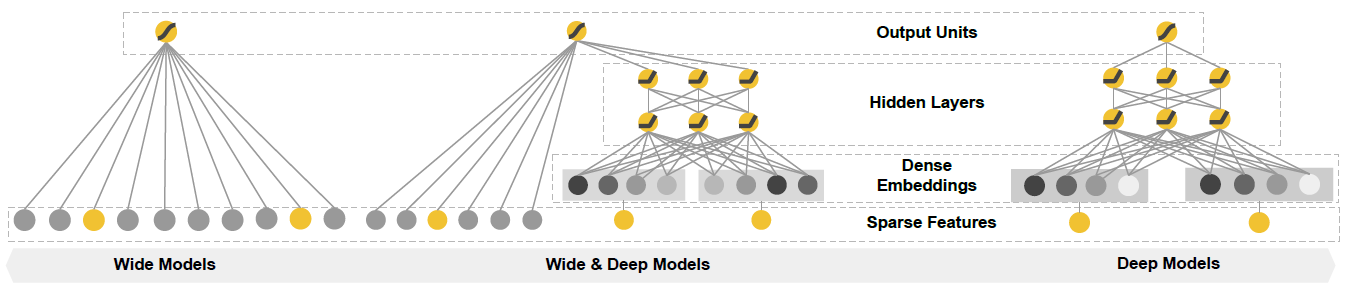 Output Units
Hidden Layers
Dense
Embeddings
Sparse Features
Wide Models
Wide & Deep Models
Deep Models